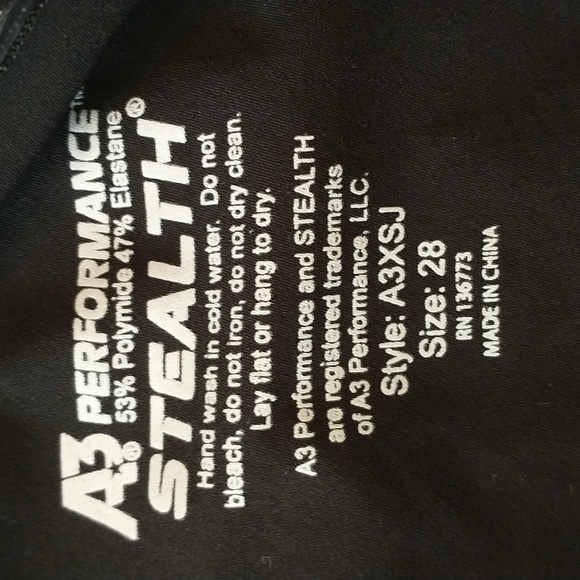 A3® PERFORMANCE™
53% Polymide 47% Elastane
STEALTH®
Hand wash in cold water. Do not
bleach, do not iron, do not dry clean.
Lay flat or hang to dry.
A3 Performance and STEALTH
are registered trademarks
of A3 Performance, LLC.
Style: A3XSJ
Size: 28
RN 136773
MADE IN CHINA